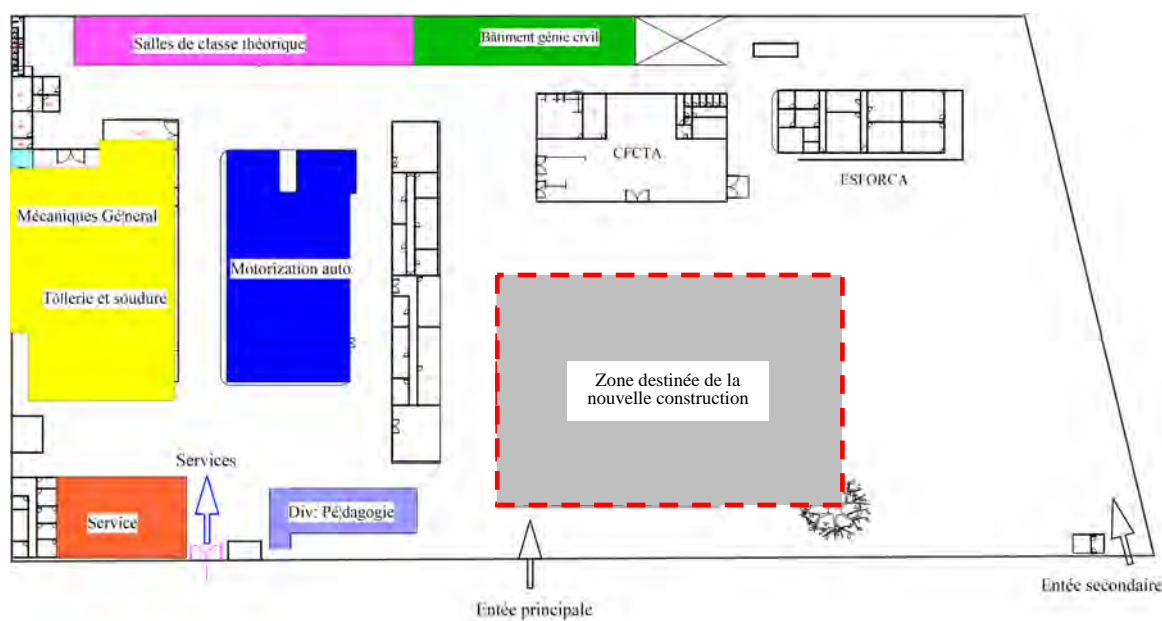 Salles de classe théorique
Bâtiment génie civil
CFCTA
ESFORCA
Mécaniques Géneral
Motorization auto
Tôllerie et soudure
Zone destinée de la
nouvelle construction
Services
Service
Div: Pédagogie
Entée principale
Entée secondaire